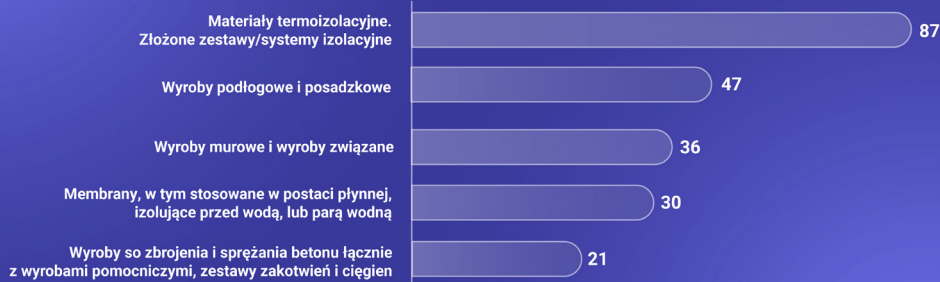 Materiały termoizolacyjne.
Złożone zestawy/systemy izolacyjne
87
Wyroby podłogowe i posadzkowe
47
Wyroby murowe i wyroby związane
36
Membrany, w tym stosowane w postaci płynnej,
izolujące przed wodą, lub parą wodną
30
Wyroby so zbrojenia i sprężania betonu łącznie
z wyrobami pomocniczymi, zestawy zakotwień i cięgien
21